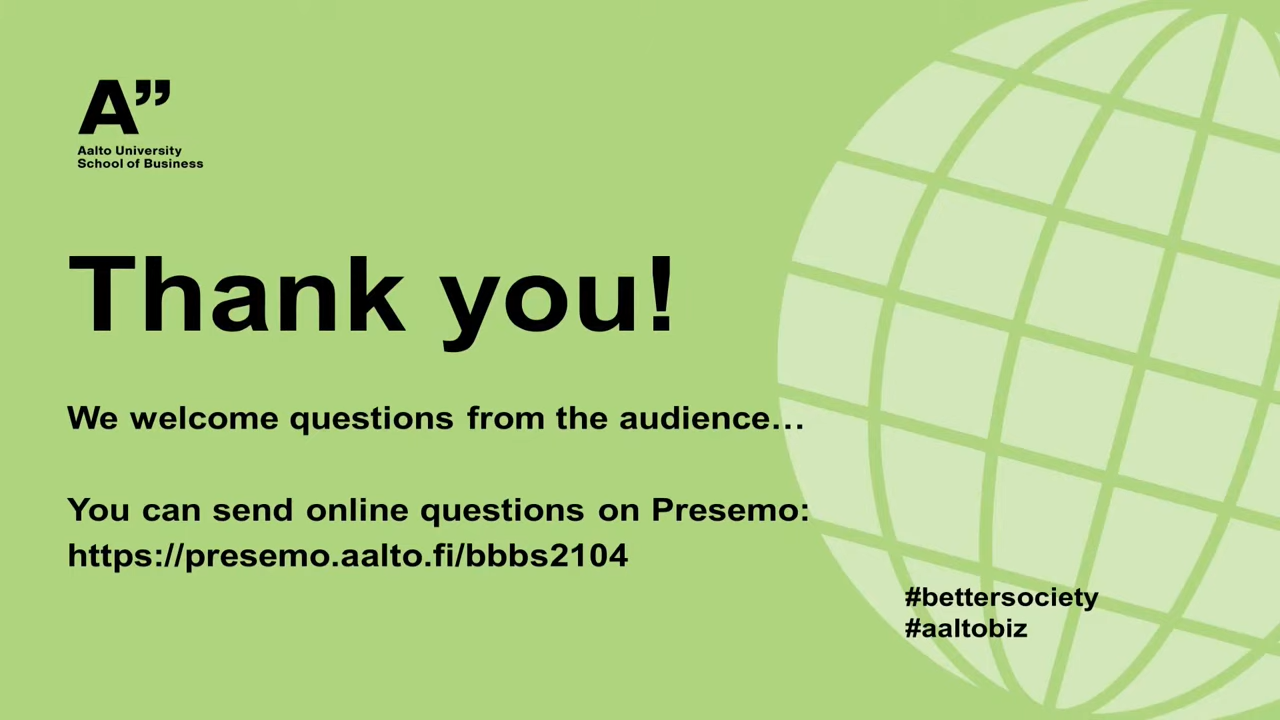 A”
Aalto University
School of Business
Thank you!
We welcome questions from the audience…
You can send online questions on Presemo:
https://presemo.aalto.fi/bbbs2104
#bettersociety
#aaltobiz